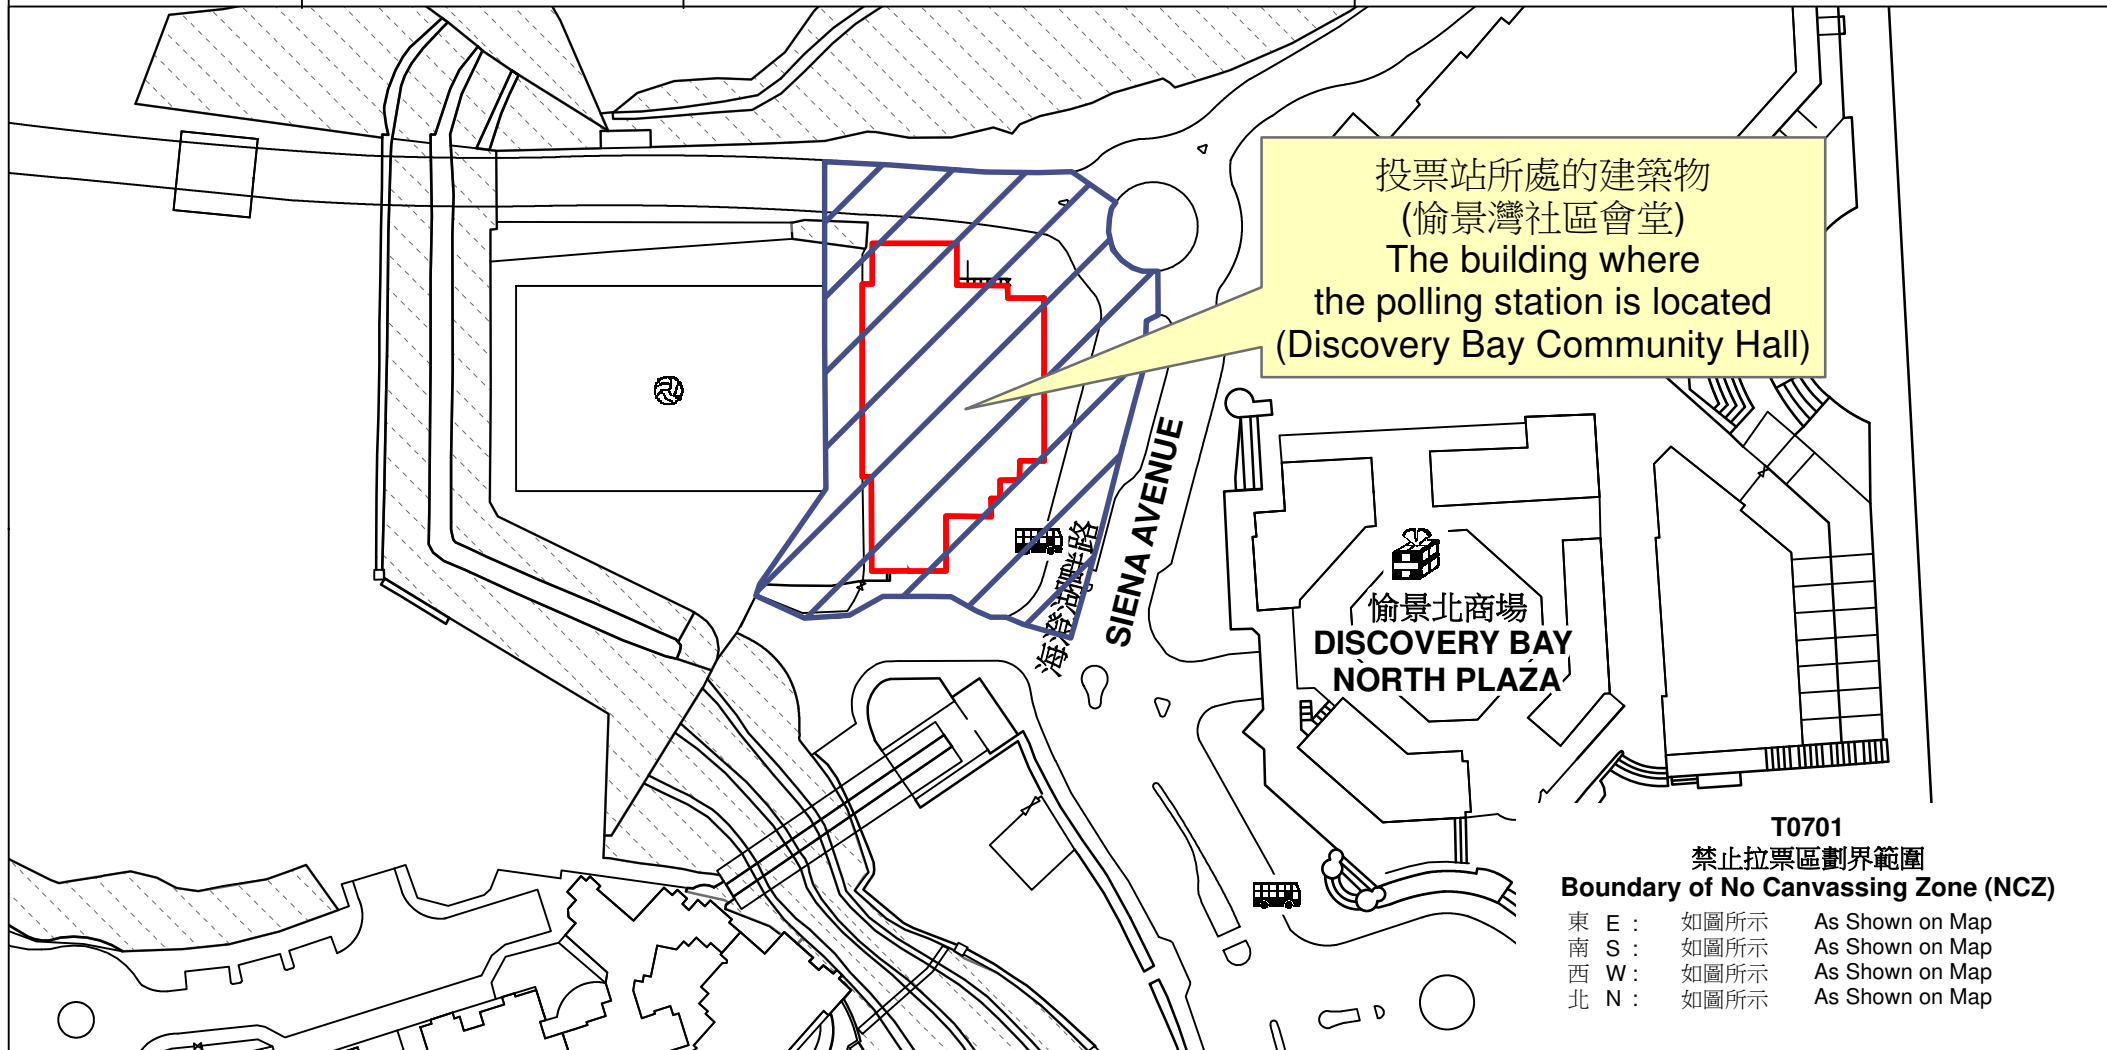 投票站所處的建築物
(愉景灣社區會堂)
The building where
the polling station is located
(Discovery Bay Community Hall)
海澄湖畔路
SIENA AVENUE
愉景北商場
DISCOVERY BAY
NORTH PLAZA
T0701
禁止拉票區劃界範圍
Boundary of No Canvassing Zone (NCZ)
東 E : 如圖所示 As Shown on Map
南 S : 如圖所示 As Shown on Map
西 W : 如圖所示 As Shown on Map
北 N : 如圖所示 As Shown on Map